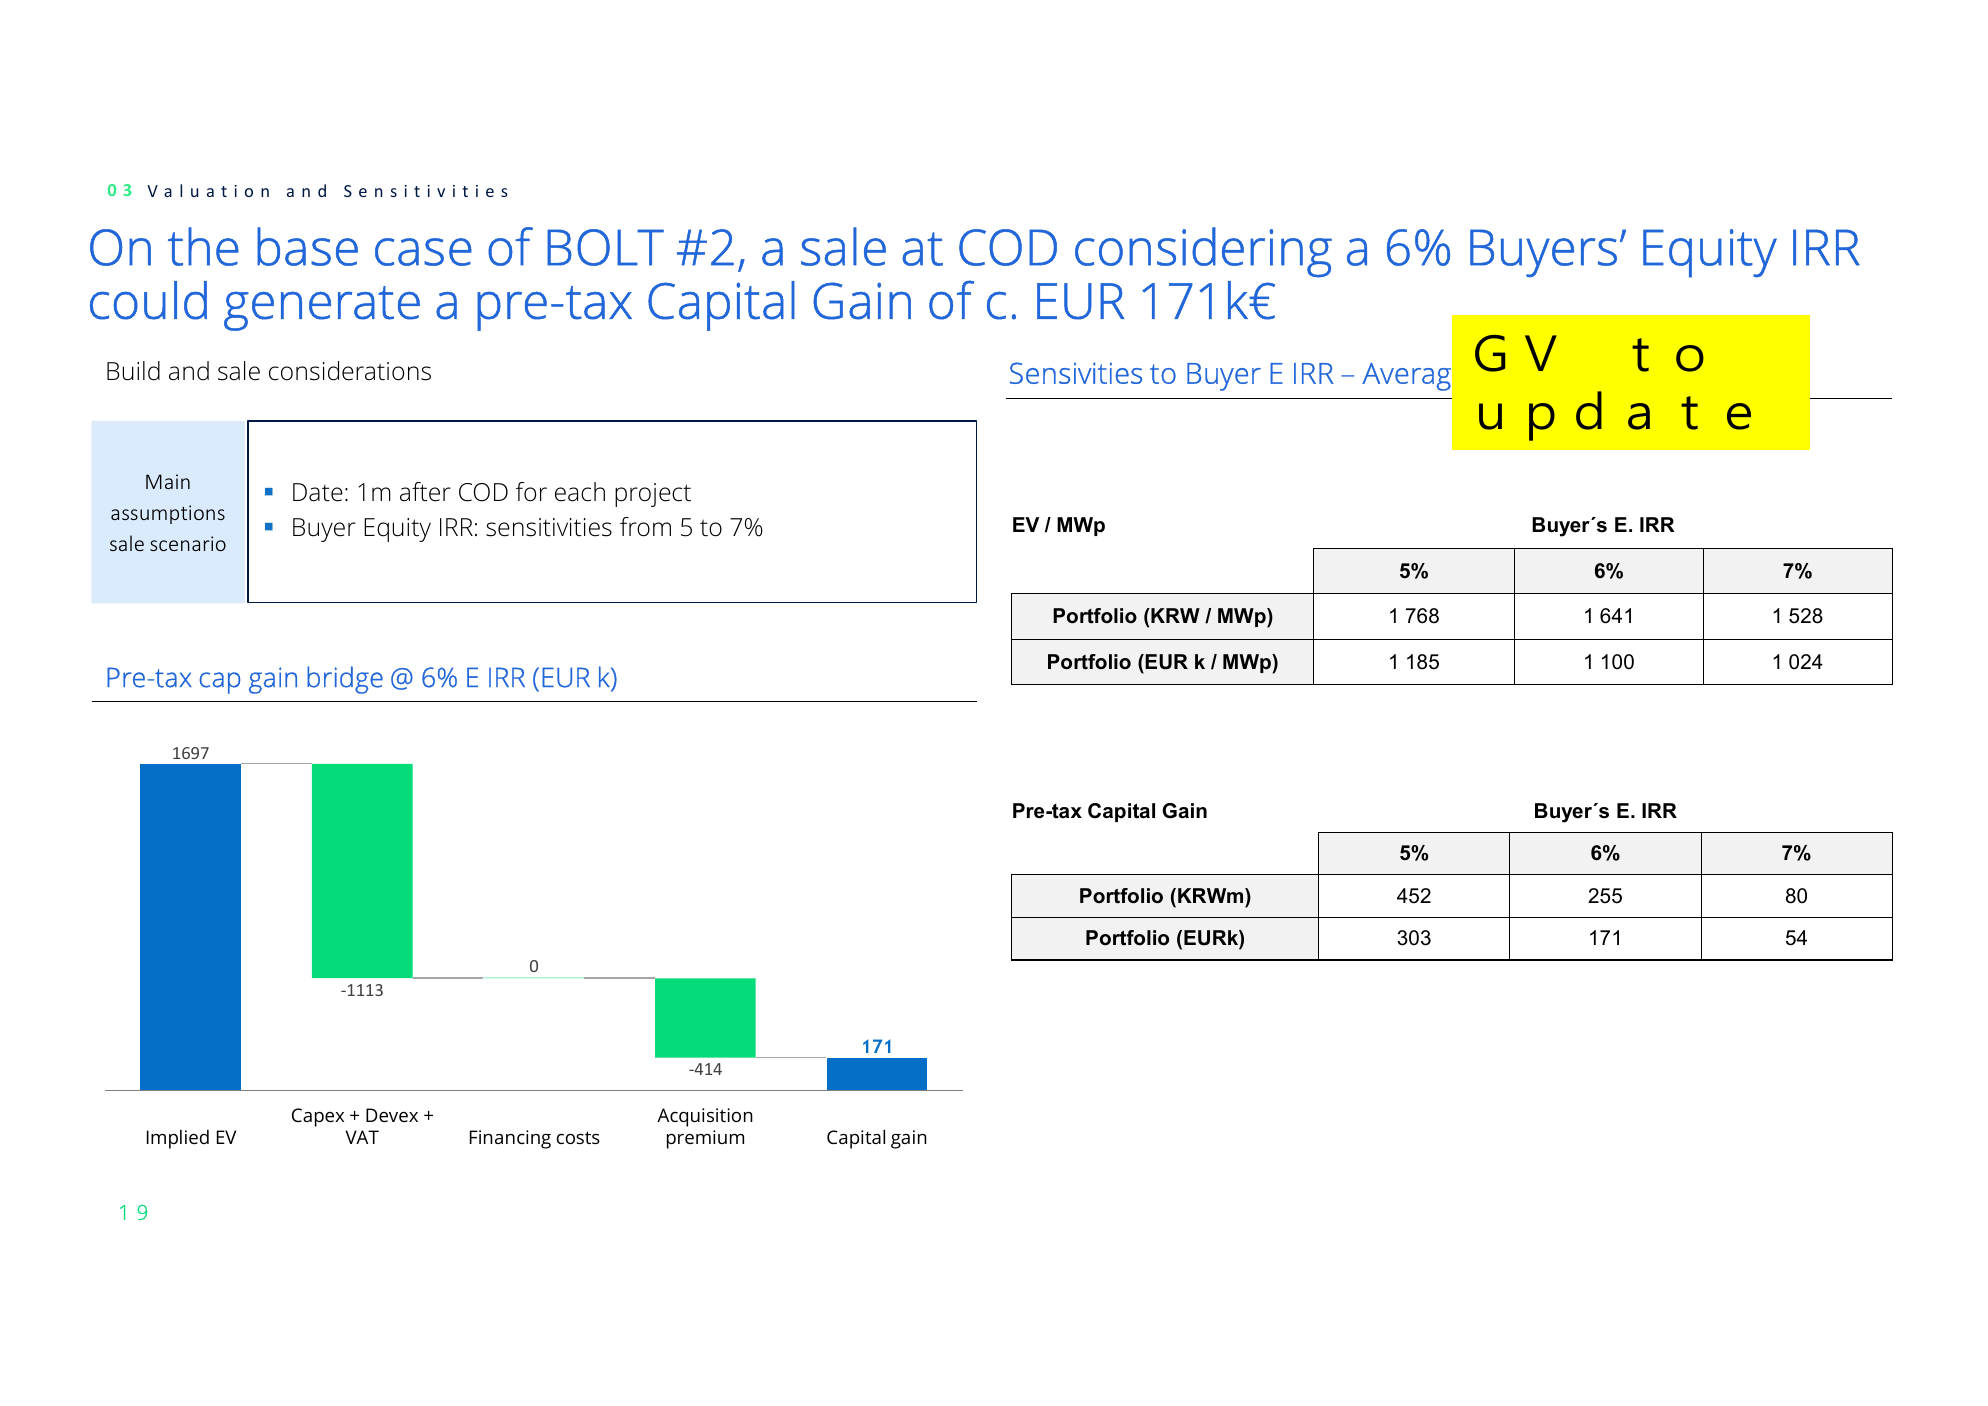 03 Valuation and Sensitivities
On the base case of BOLT #2, a sale at COD considering a 6% Buyers’ Equity IRR
could generate a pre-tax Capital Gain of c. EUR 171k€
Build and sale considerations
Main
assumptions
sale scenario
▪ Date: 1m after COD for each project
▪ Buyer Equity IRR: sensitivities from 5 to 7%
Pre-tax cap gain bridge @ 6% E IRR (EUR k)
1697
-1113
0
-414
171
Implied EV
Capex + Devex +
VAT
Financing costs
Acquisition
premium
Capital gain
Sensivities to Buyer E IRR – Averag
GV to
update
EV / MWp Buyer´s E. IRR
5% 6% 7%
Portfolio (KRW / MWp) 1 768 1 641 1 528
Portfolio (EUR k / MWp) 1 185 1 100 1 024
Pre-tax Capital Gain Buyer´s E. IRR
5% 6% 7%
Portfolio (KRWm) 452 255 80
Portfolio (EURk) 303 171 54
19